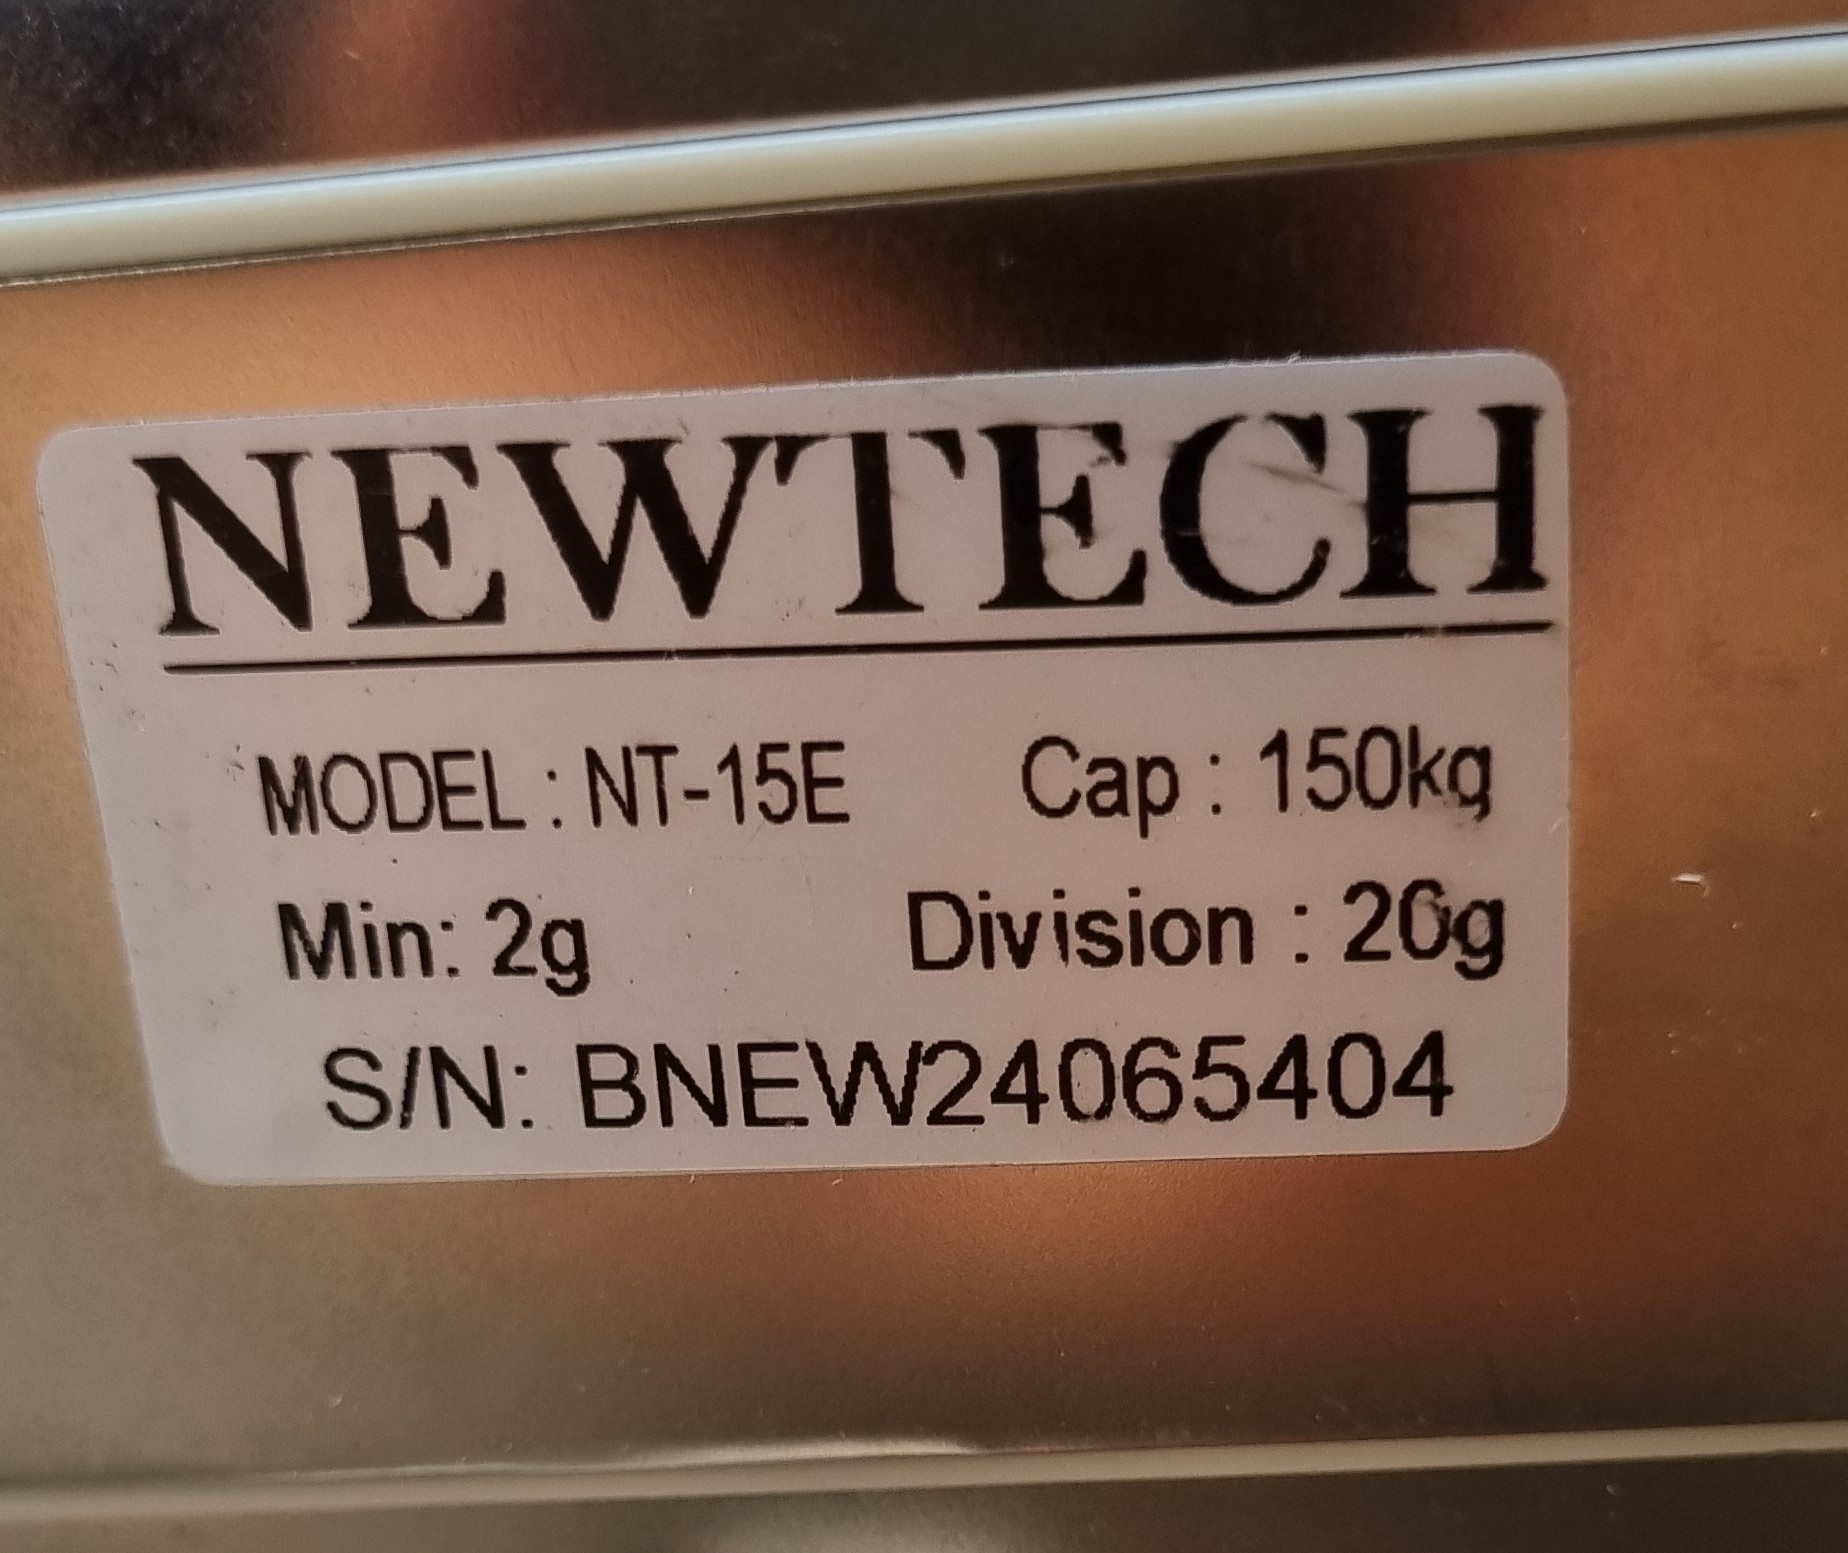 NEWTECH
MODEL : NT-15E Cap : 150kg
Min: 2g Division : 20g
S/N: BNEW24065404